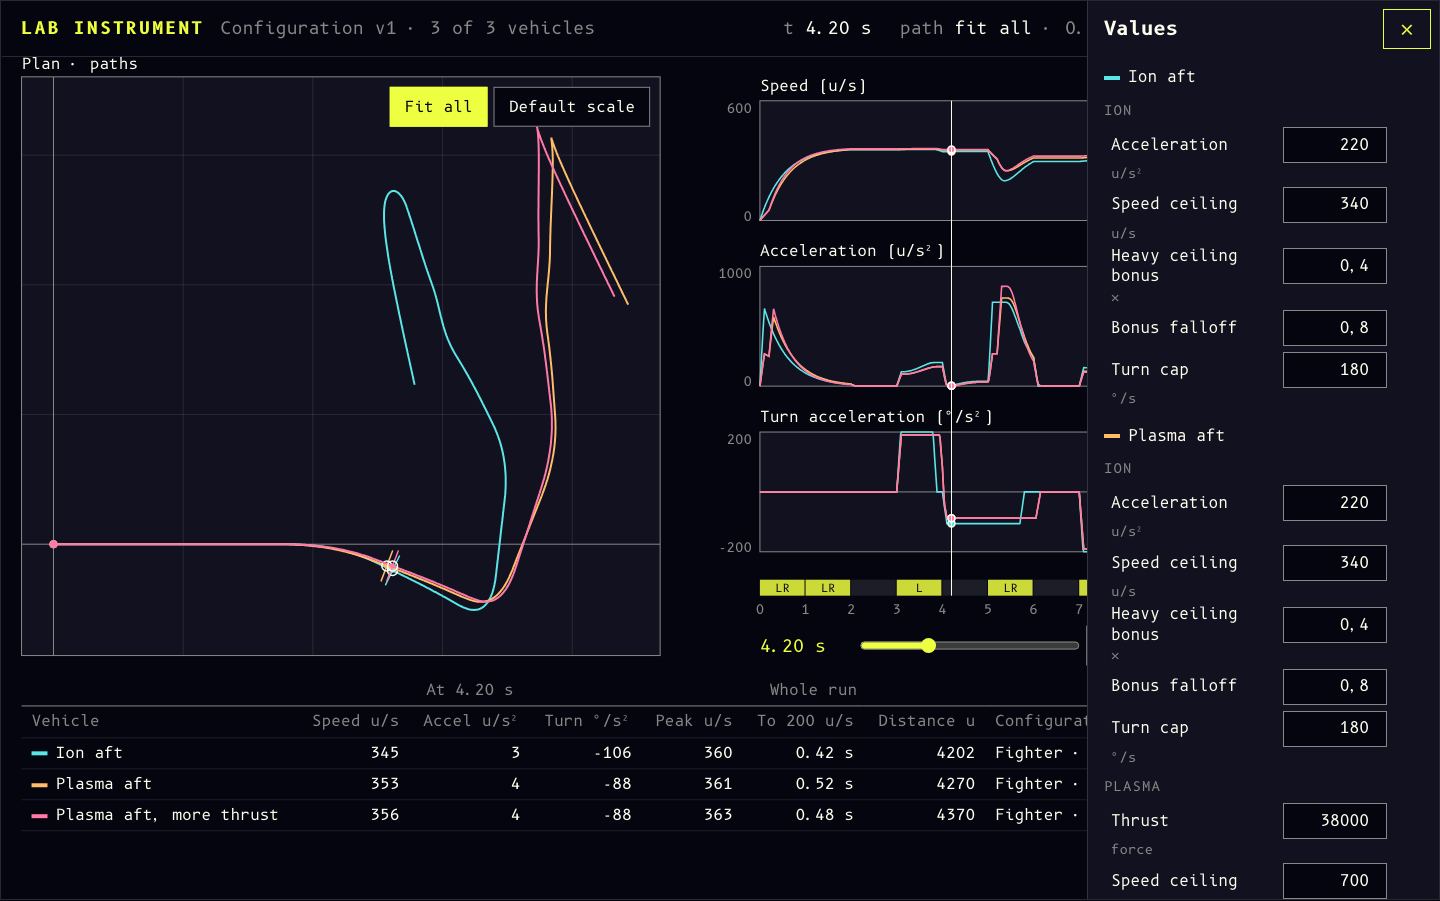 LAB INSTRUMENT Configuration v1 · 3 of 3 vehicles t 4.20 s path fit all · 0.
Plan · paths
Fit all Default scale
Speed [u/s]
600
0
Acceleration [u/s²]
1000
0
Turn acceleration [°/s²]
200
-200
LR LR L LR
0 1 2 3 4 5 6 7
4.20 s
At 4.20 s Whole run
Vehicle Speed u/s Accel u/s² Turn °/s² Peak u/s To 200 u/s Distance u Configurat
Ion aft 345 3 -106 360 0.42 s 4202 Fighter ·
Plasma aft 353 4 -88 361 0.52 s 4270 Fighter ·
Plasma aft, more thrust 356 4 -88 363 0.48 s 4370 Fighter ·
Values ×
Ion aft
ION
Acceleration 220
u/s²
Speed ceiling 340
u/s
Heavy ceiling
bonus 0,4
×
Bonus falloff 0,8
Turn cap 180
°/s
Plasma aft
ION
Acceleration 220
u/s²
Speed ceiling 340
u/s
Heavy ceiling
bonus 0,4
×
Bonus falloff 0,8
Turn cap 180
°/s
PLASMA
Thrust 38000
force
Speed ceiling 700